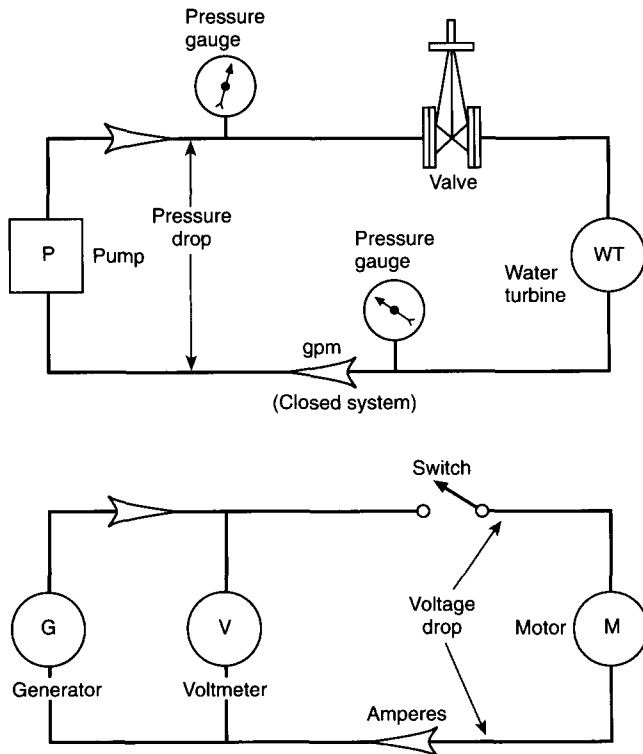 Pressure
gauge
Valve
P
Pump
Pressure
drop
Pressure
gauge
Water
turbine
WT
gpm
(Closed system)
Switch
G
Generator
V
Voltmeter
Voltage
drop
Motor
M
Amperes